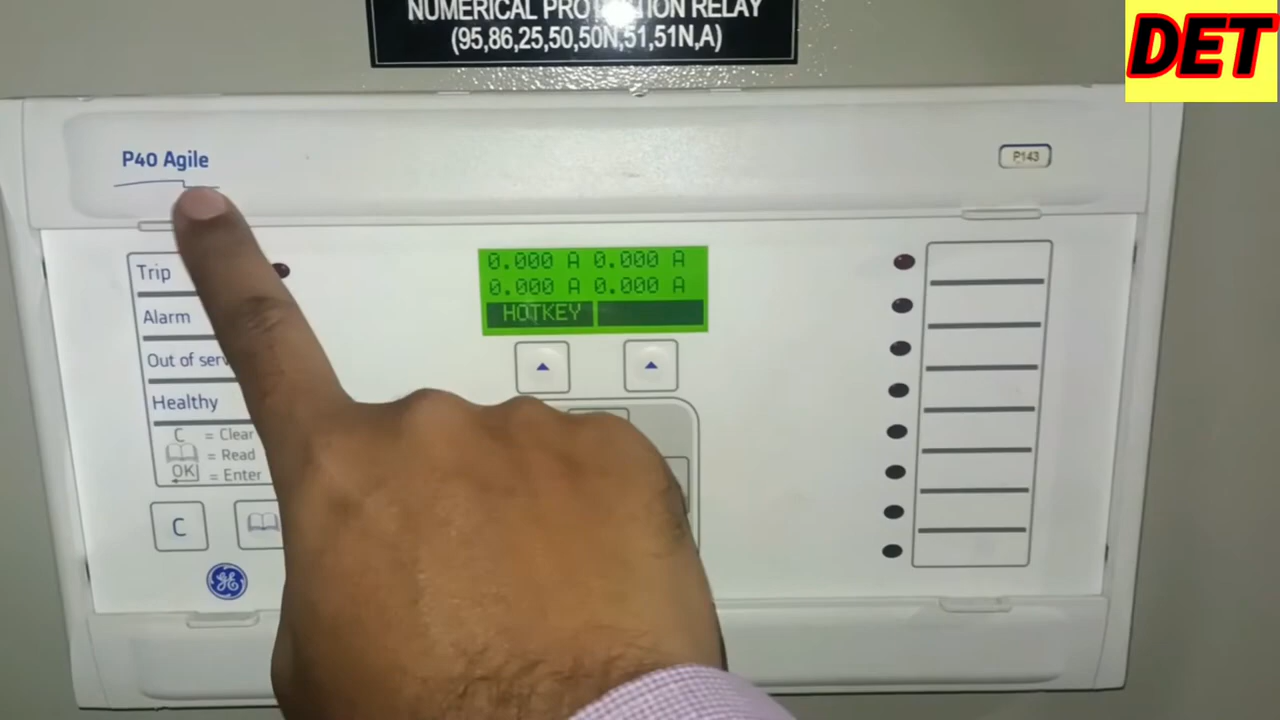 NUMERICAL PROTECTION RELAY
(95,86,25,50,50N,51,51N,A)
DET
P40 Agile
P143
Trip
Alarm
Out of
Healthy
C = Clear
= Read
OK = Enter
0.000 A 0.000 A
0.000 A 0.000 A
HOTKEY
C
GE